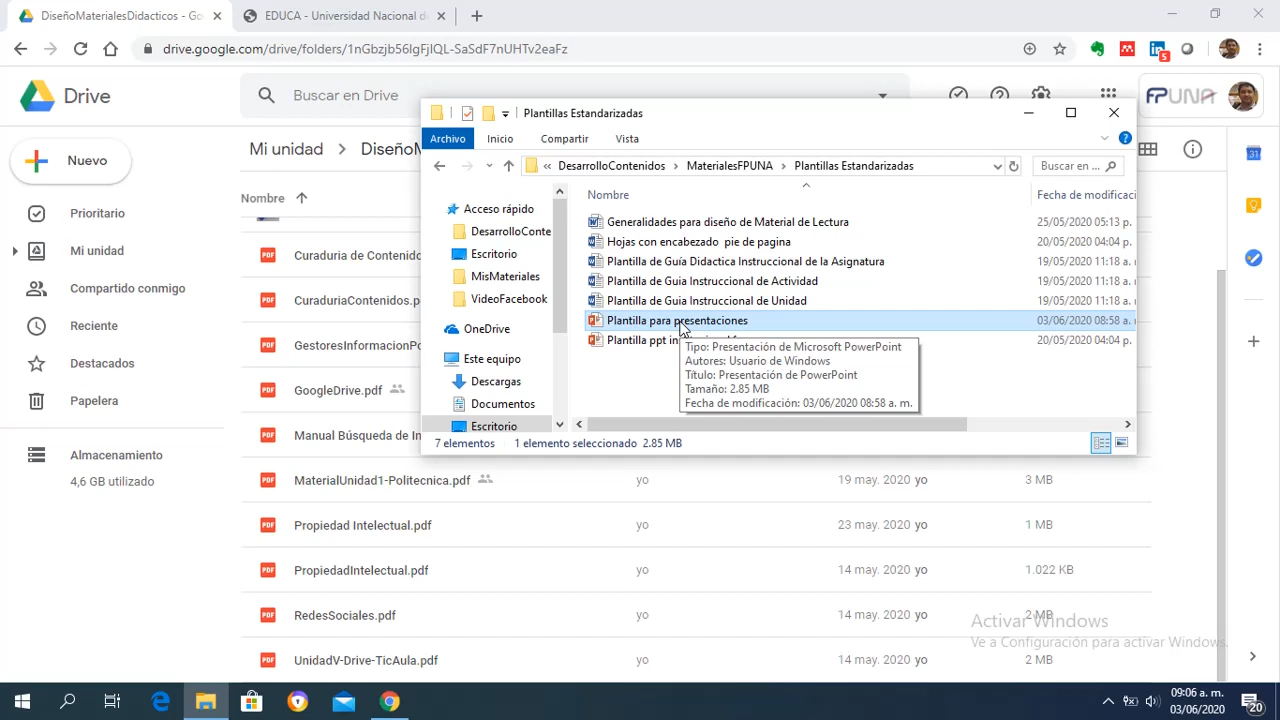 DiseñoMaterialesDidacticos - Go
EDUCA - Universidad Nacional d
drive.google.com/drive/folders/1nGbzjb56IgFjIQL-SaSdF7nUHTv2eaFz
5
Drive
Buscar en Drive
FPUNA
Nuevo
Mi unidad
Nombre
Prioritario
Mi unidad
Compartido conmigo
Reciente
Destacados
Papelera
Almacenamiento
4,6 GB utilizado
Plantillas Estandarizadas
Archivo
Inicio
Compartir
Vista
« DesarrolloContenidos > MaterialesFPUNA > Plantillas Estandarizadas
Buscar en ...
Acceso rápido
DesarrolloConte
Escritorio
MisMateriales
VideoFacebook
OneDrive
Este equipo
Descargas
Documentos
Escritorio
Nombre
Fecha de modificaci
Generalidades para diseño de Material de Lectura 25/05/2020 05:13 p.
Hojas con encabezado pie de pagina 20/05/2020 04:04 p.
Plantilla de Guía Didactica Instruccional de la Asignatura 19/05/2020 11:18 a.
Plantilla de Guia Instruccional de Actividad 19/05/2020 11:18 a.
Plantilla de Guia Instruccional de Unidad 19/05/2020 11:18 a.
Plantilla para presentaciones 03/06/2020 08:58 a.
Plantilla ppt 20/05/2020 04:04 p.
Tipo: Presentación de Microsoft PowerPoint
Autores: Usuario de Windows
Título: Presentación de PowerPoint
Tamaño: 2.85 MB
Fecha de modificación: 03/06/2020 08:58 a. m.
7 elementos
1 elemento seleccionado 2.85 MB
Curaduria de Contenido
CuraduriaContenidos.p
GestoresInformacionPo
GoogleDrive.pdf
Manual Búsqueda de In
MaterialUnidad1-Politecnica.pdf yo 19 may. 2020 yo 3 MB
Propiedad Intelectual.pdf yo 23 may. 2020 yo 1 MB
PropiedadIntelectual.pdf yo 14 may. 2020 yo 1.022 KB
RedesSociales.pdf yo 14 may. 2020 yo 2 MB
UnidadV-Drive-TicAula.pdf yo 14 may. 2020 yo 2 MB
Activar Windows
Ve a Configuración para activar Windows.
09:06 a. m.
03/06/2020
20